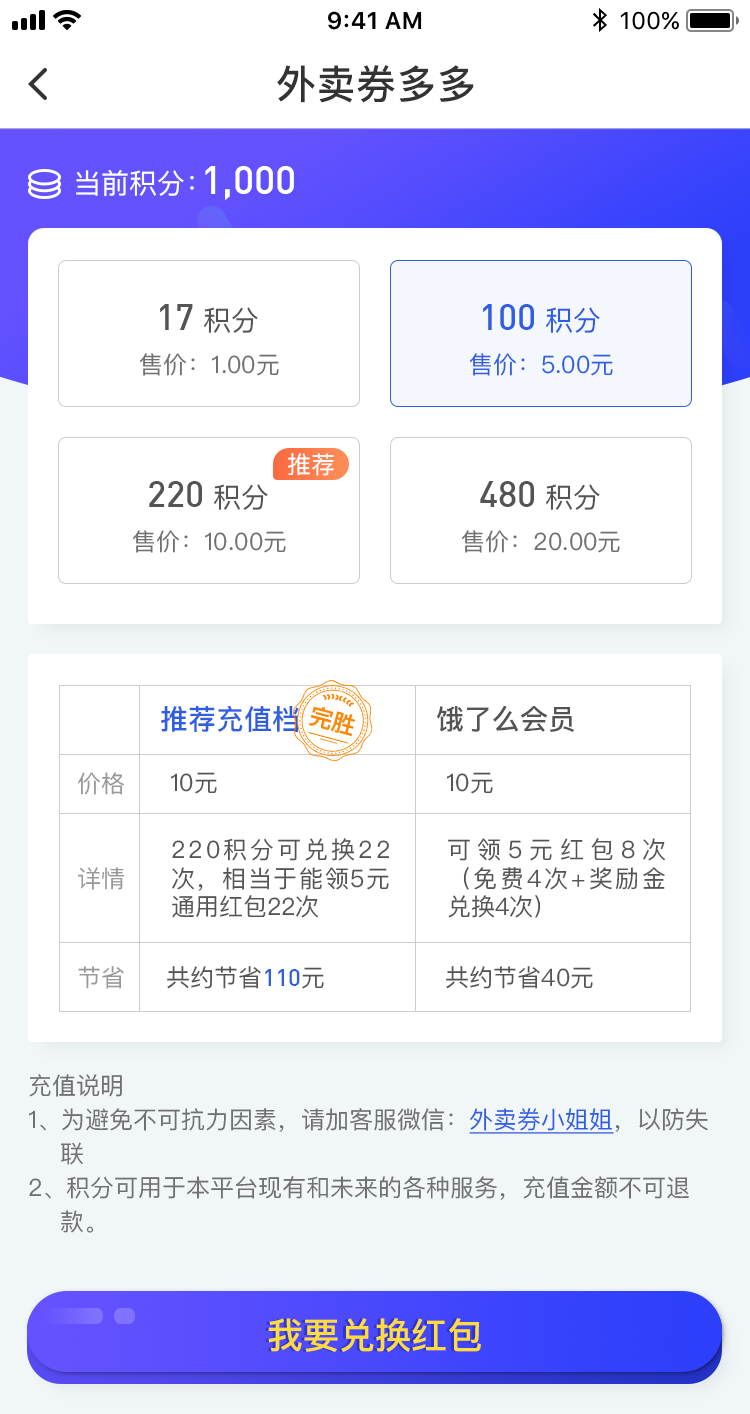 9:41 AM 100%
外卖券多多
当前积分:1,000
17 积分
售价：1.00元
100 积分
售价：5.00元
推荐
220 积分
售价：10.00元
480 积分
售价：20.00元
推荐充值档 完胜 饿了么会员
价格 10元 10元
详情
220积分可兑换22
次，相当于能领5元
通用红包22次
可领5元红包8次
（免费4次+奖励金
兑换4次）
节省 共约节省110元 共约节省40元
充值说明
1、为避免不可抗力因素，请加客服微信：外卖券小姐姐，以防失
联
2、积分可用于本平台现有和未来的各种服务，充值金额不可退
款。
我要兑换红包